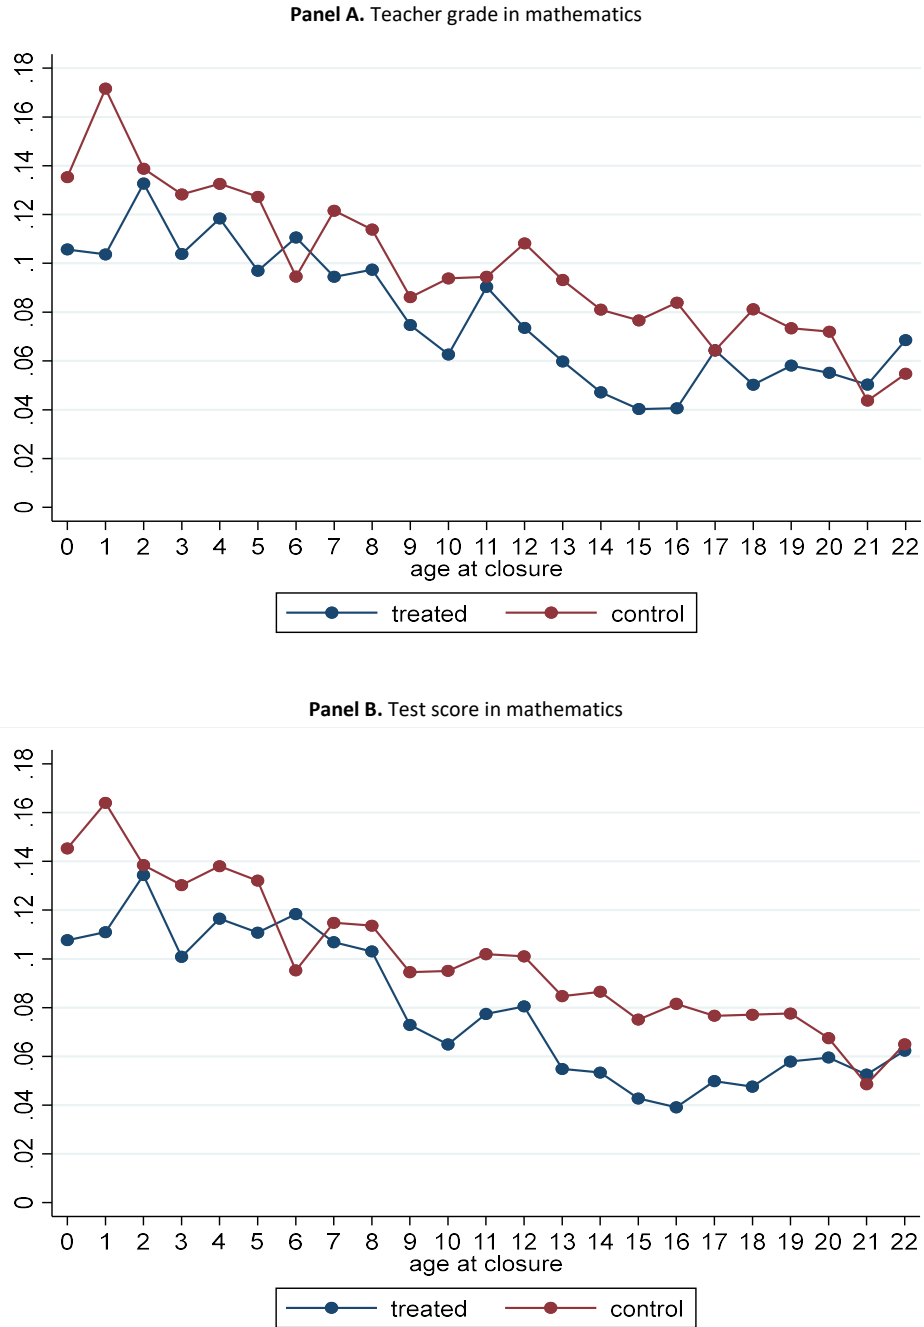 Panel A. Teacher grade in mathematics
.18
.16
.14
.12
.1
.08
.06
.04
.02
0
0 1 2 3 4 5 6 7 8 9 10 11 12 13 14 15 16 17 18 19 20 21 22
age at closure
treated control
Panel B. Test score in mathematics
.18
.16
.14
.12
.1
.08
.06
.04
.02
0
0 1 2 3 4 5 6 7 8 9 10 11 12 13 14 15 16 17 18 19 20 21 22
age at closure
treated control